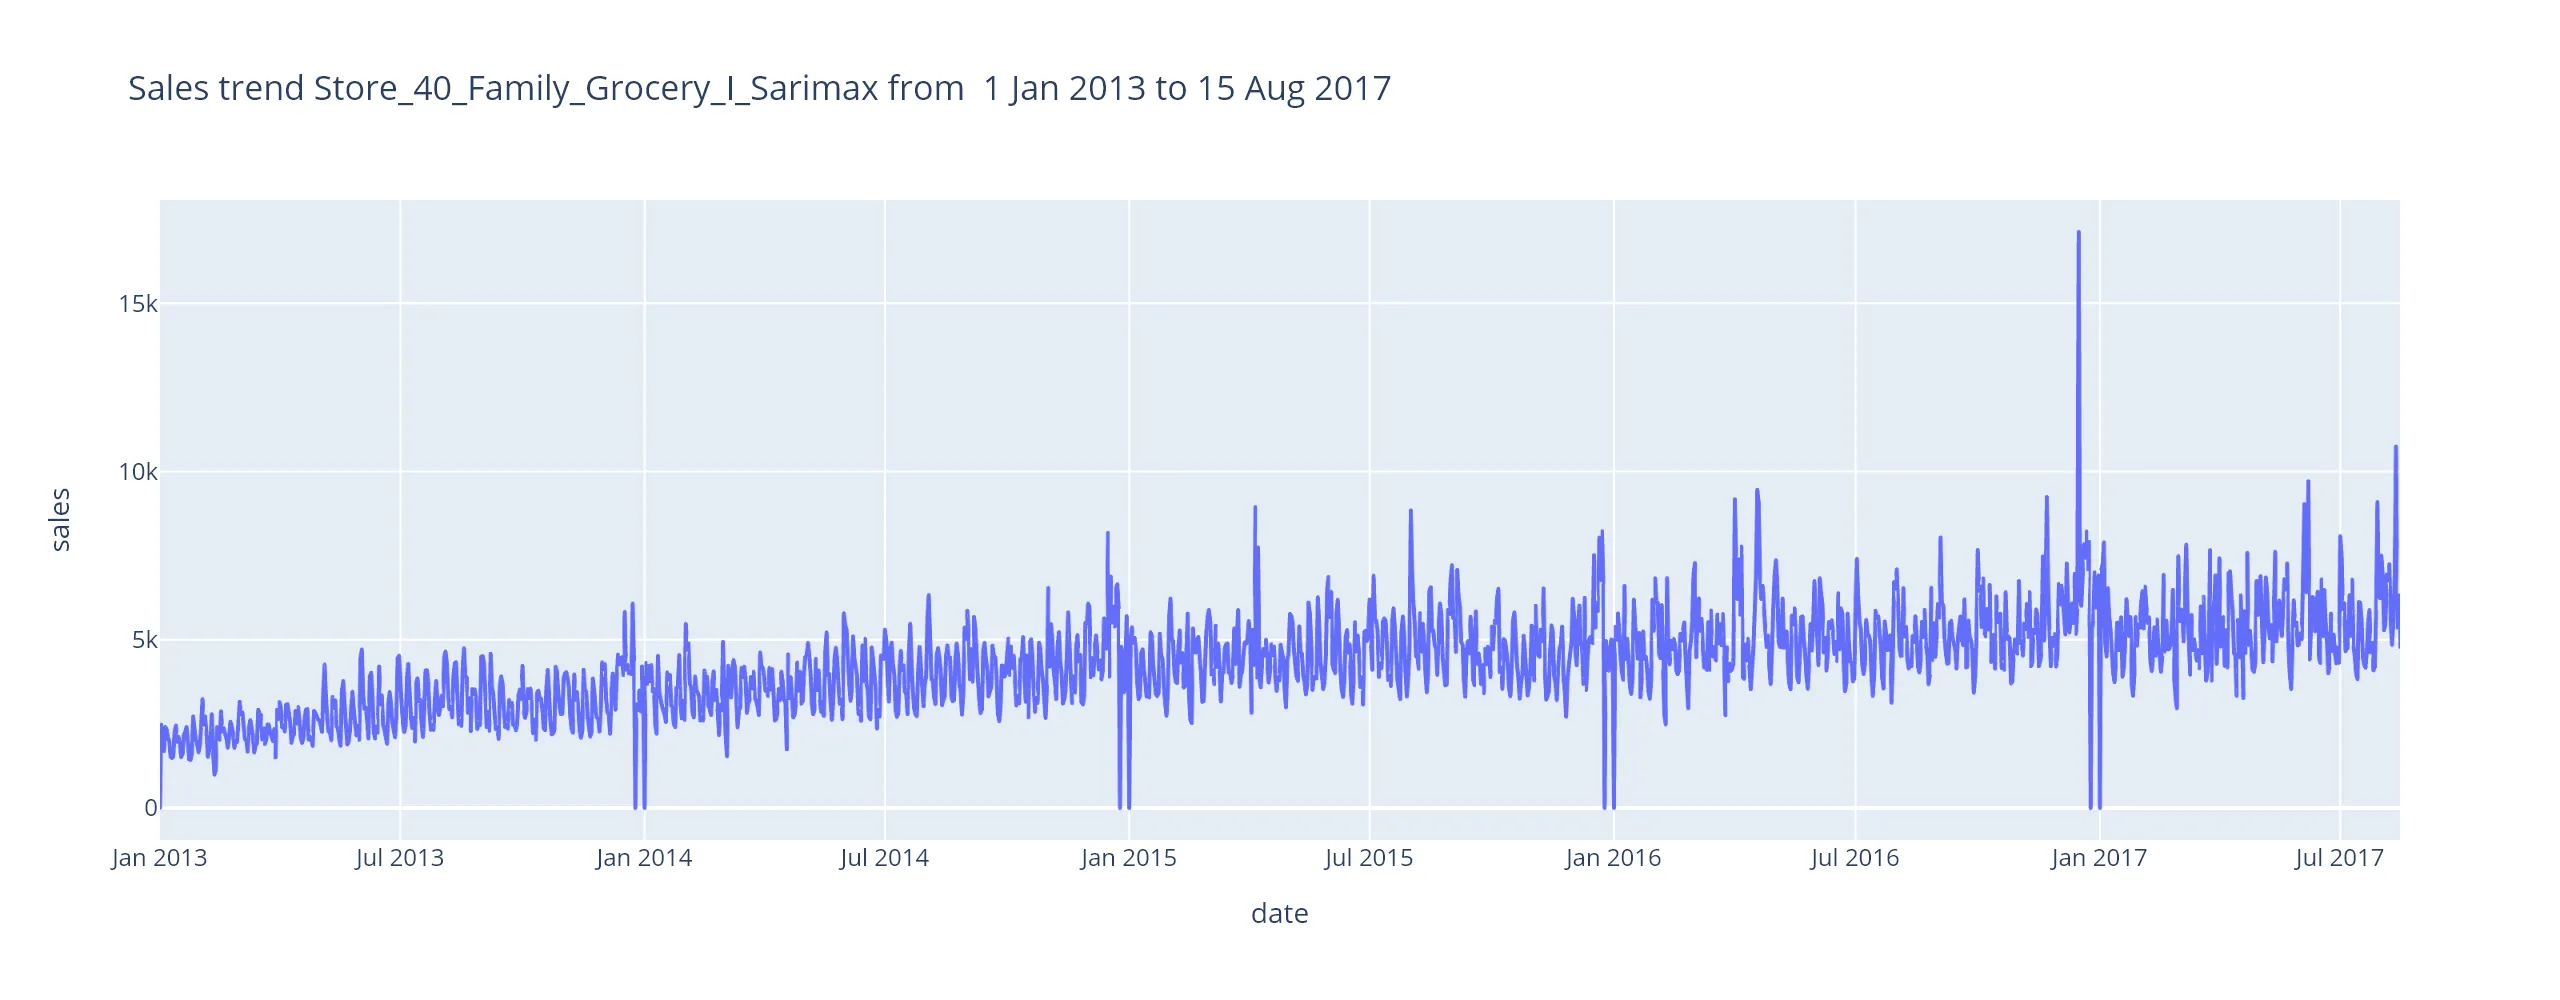 Sales trend Store_40_Family_Grocery_I_Sarimax from  1 Jan 2013 to 15 Aug 2017
15k
10k
5k
0
sales
Jan 2013 Jul 2013 Jan 2014 Jul 2014 Jan 2015 Jul 2015 Jan 2016 Jul 2016 Jan 2017 Jul 2017
date